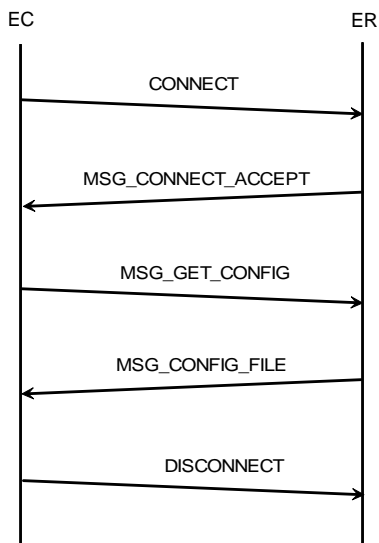 EC
ER
CONNECT
MSG_CONNECT_ACCEPT
MSG_GET_CONFIG
MSG_CONFIG_FILE
DISCONNECT